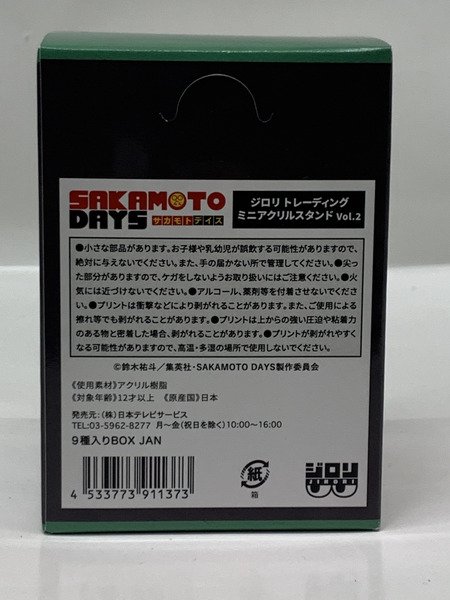 SAKAMOTO
DAYS サカモトデイズ
ジロリ トレーディング
ミニアクリルスタンド Vol.2
●小さな部品があります。お子様や乳幼児が誤飲する可能性がありますので、
絶対に与えないでください。また、手の届かない所で管理してください。●尖っ
た部分がありますので、ケガをしないようお取り扱いにはご注意ください。●火
気には近づけないでください。●アルコール、薬剤等を付着させないでください。
●プリントは衝撃などにより剥がれることがあります。また、ご使用による
擦れ等でも剥がれることがあります。●プリントは上からの強い圧迫や粘着力
のある物と密着した場合、剥がれることがあります。●プリントが剥がれやすく
なる可能性がありますので、高温・多湿の場所で使用しないでください。
©鈴木祐斗／集英社・SAKAMOTO DAYS製作委員会
《使用素材》アクリル樹脂
《対象年齢》12才以上 《原産国》日本
発売元：(株)日本テレビサービス
TEL:03-5962-8277 月〜金(祝日を除く)10:00〜16:00
9種入りBOX JAN
4 533773 911373
紙
箱
ジロリ
JIRORI